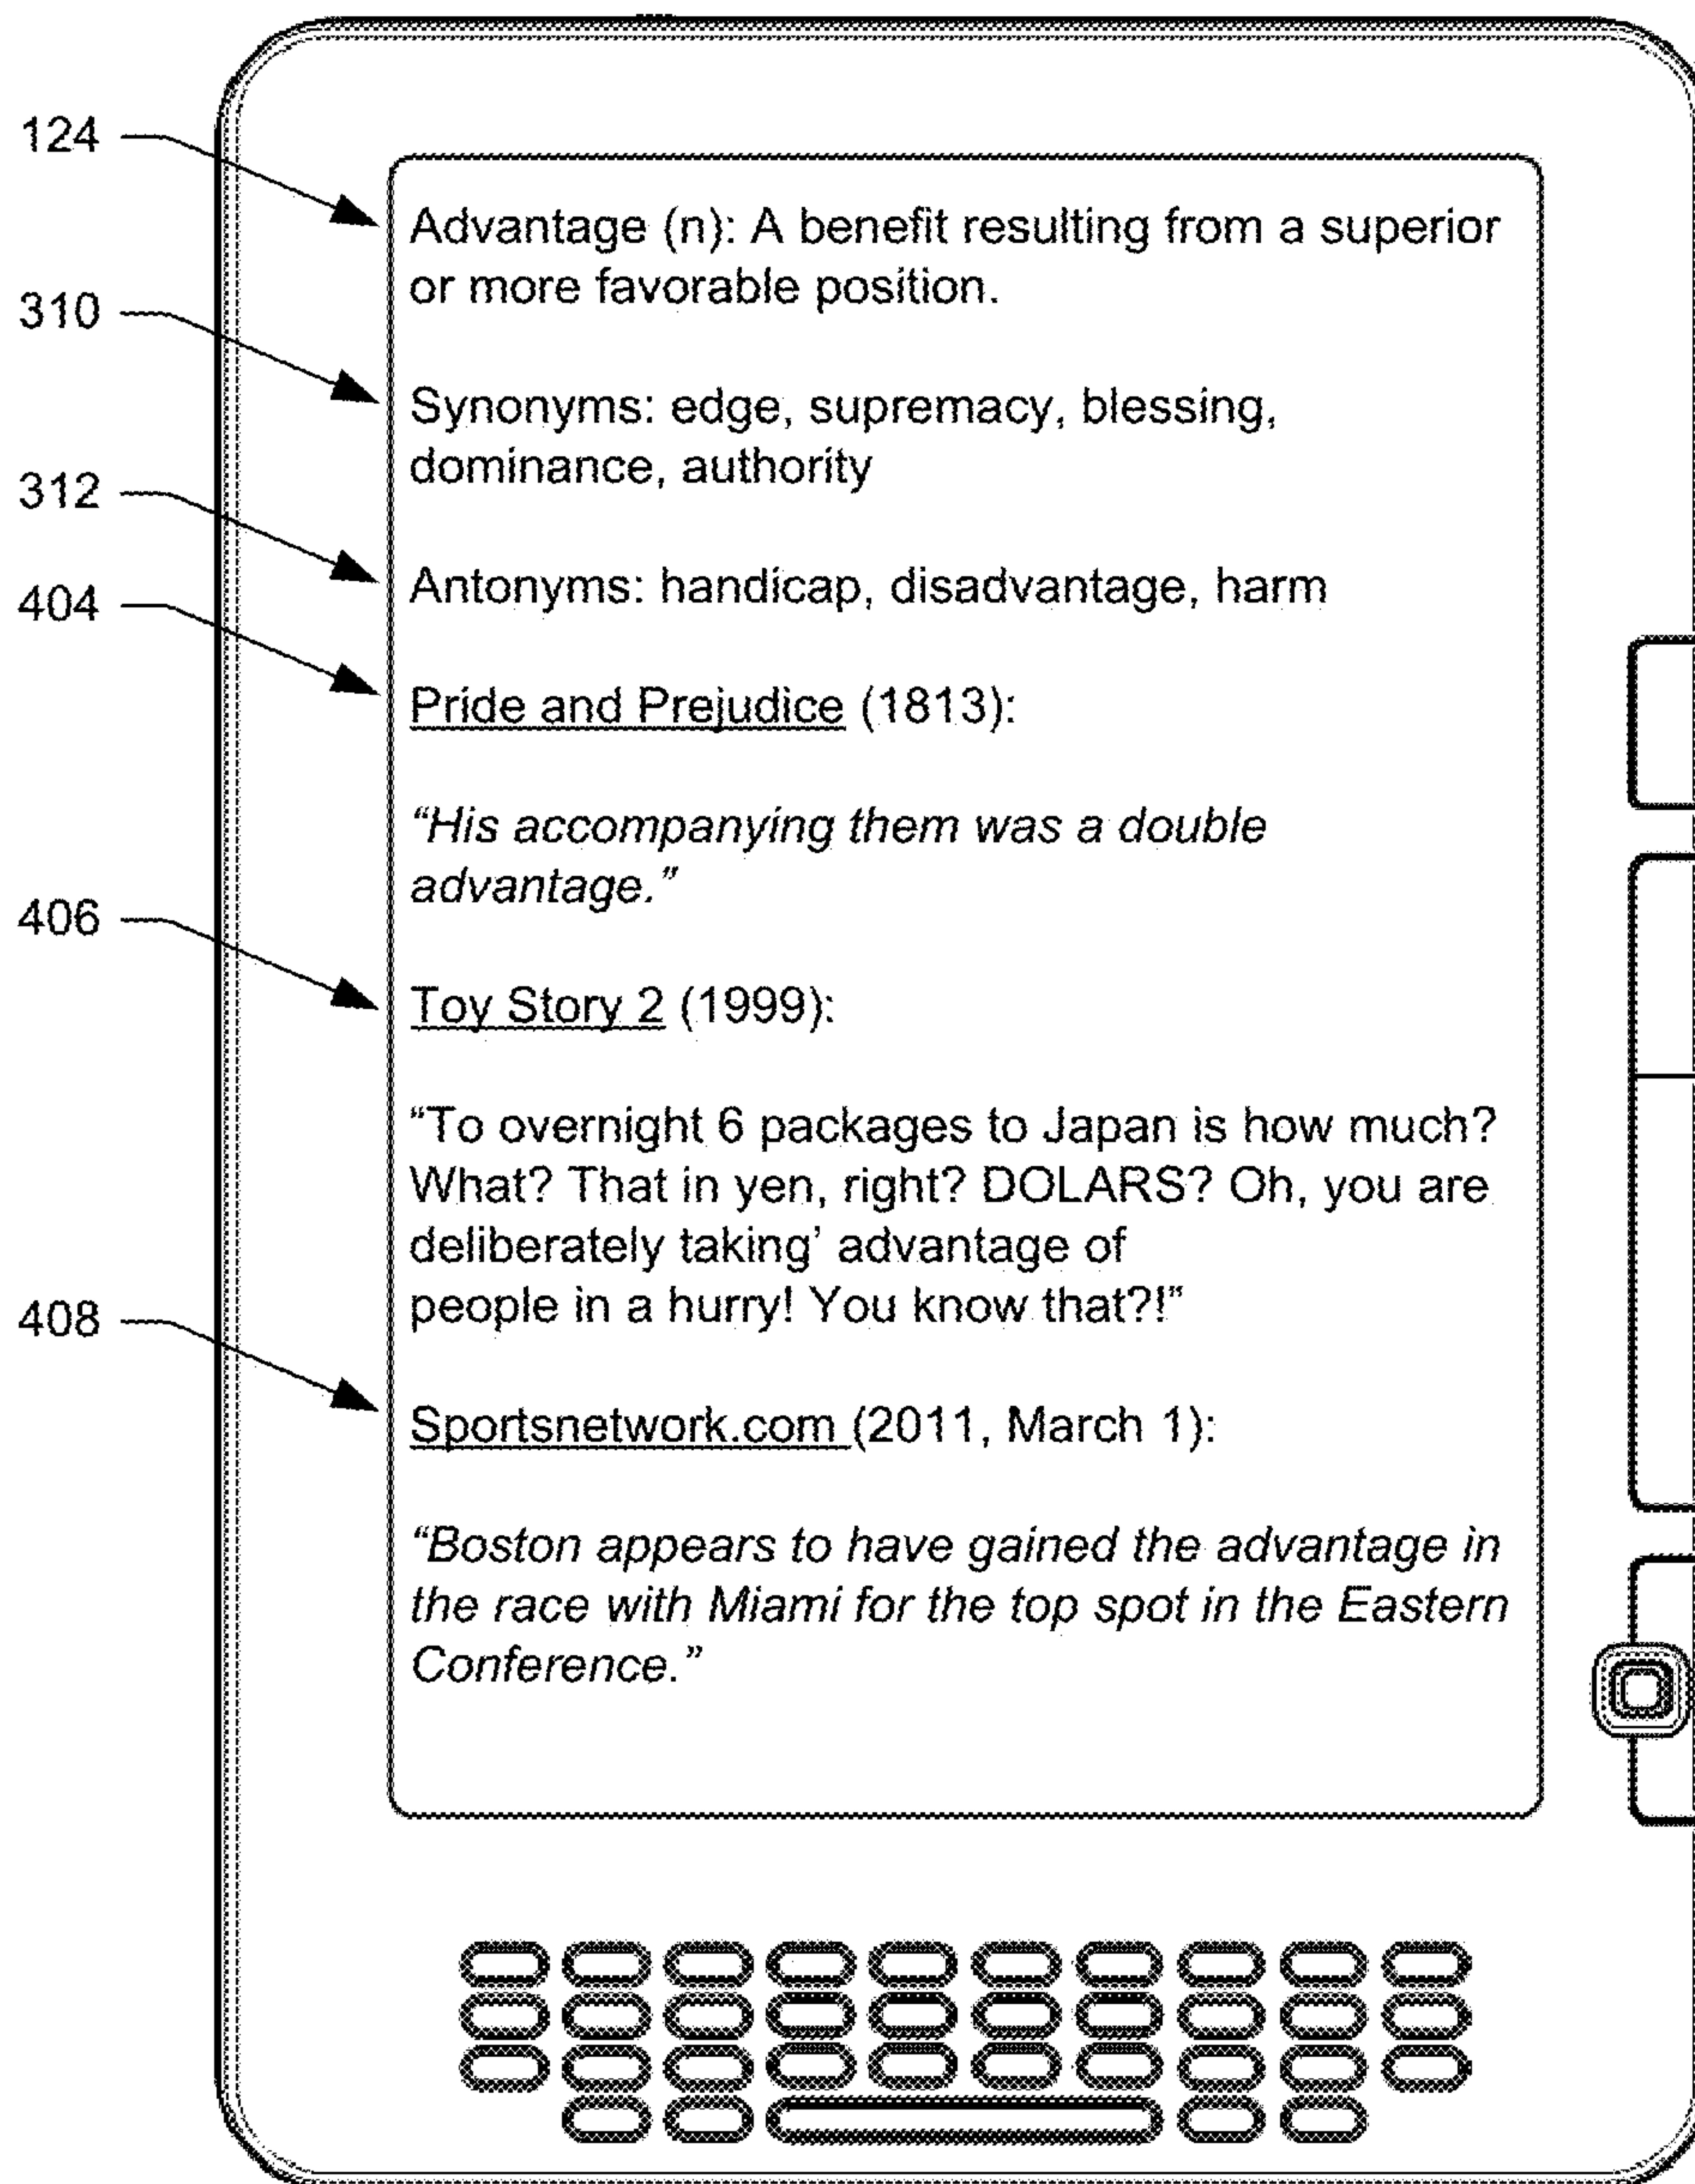 124
Advantage (n): A benefit resulting from a superior
or more favorable position.
310
Synonyms: edge, supremacy, blessing,
dominance, authority
312
Antonyms: handicap, disadvantage, harm
404
Pride and Prejudice (1813):
“His accompanying them was a double
advantage.”
406
Toy Story 2 (1999):
“To overnight 6 packages to Japan is how much?
What? That in yen, right? DOLARS? Oh, you are
deliberately taking’ advantage of
people in a hurry! You know that?!”
408
Sportsnetwork.com (2011, March 1):
“Boston appears to have gained the advantage in
the race with Miami for the top spot in the Eastern
Conference.”